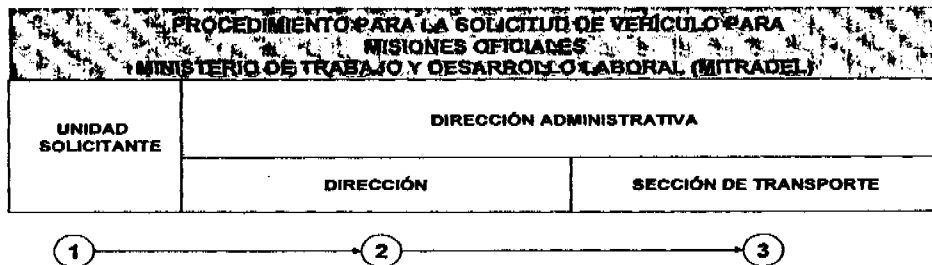 PROCEDIMIENTO PARA LA SOLICITUD DE VEHÍCULO PARA
MISIONES OFICIALES
MINISTERIO DE TRABAJO Y DESARROLLO LABORAL (MITRADEL)
UNIDAD
SOLICITANTE
DIRECCIÓN ADMINISTRATIVA
DIRECCIÓN
SECCIÓN DE TRANSPORTE
1 2 3